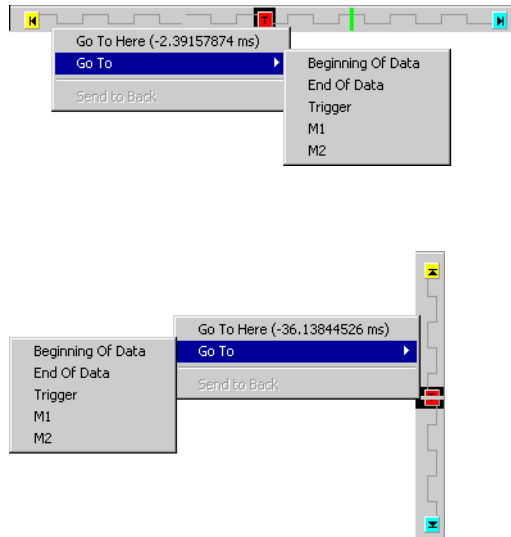 T
Go To Here (-2.39157874 ms)
Go To
Send to Back
Beginning Of Data
End Of Data
Trigger
M1
M2
Go To Here (-36.13844526 ms)
Go To
Send to Back
Beginning Of Data
End Of Data
Trigger
M1
M2